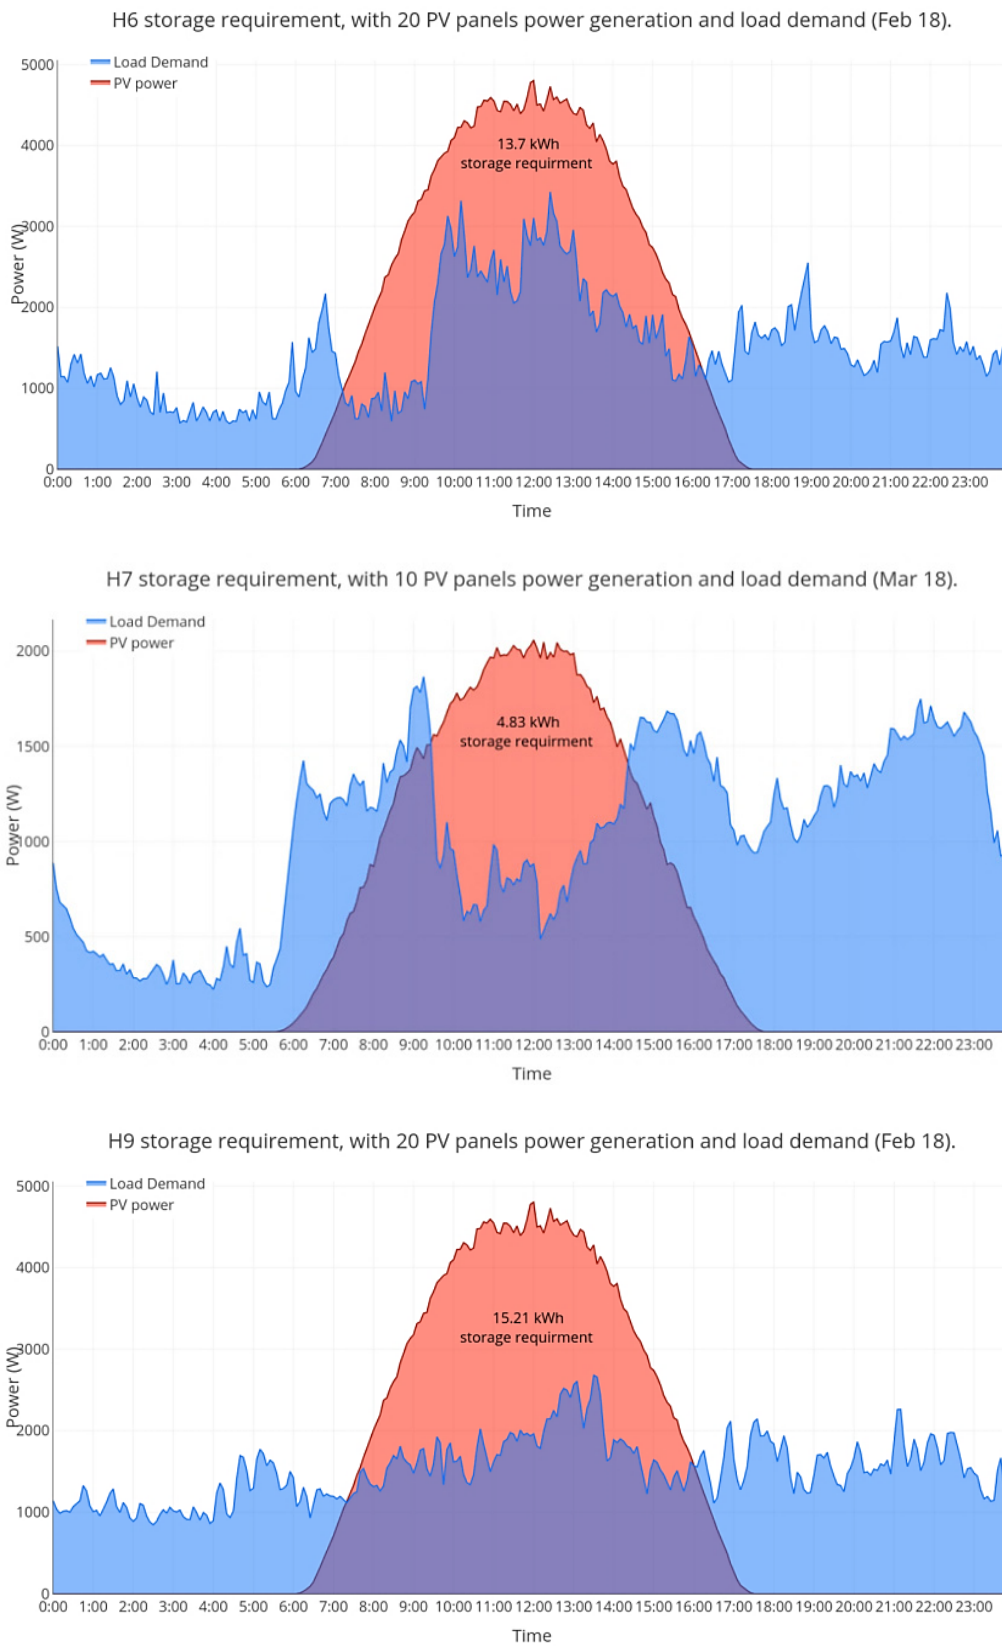 H6 storage requirement, with 20 PV panels power generation and load demand (Feb 18).
Load Demand
PV power
5000
4000
3000
2000
1000
0
Power (W)
13.7 kWh
storage requirment
0:00 1:00 2:00 3:00 4:00 5:00 6:00 7:00 8:00 9:00 10:00 11:00 12:00 13:00 14:00 15:00 16:00 17:00 18:00 19:00 20:00 21:00 22:00 23:00
Time
H7 storage requirement, with 10 PV panels power generation and load demand (Mar 18).
Load Demand
PV power
2000
1500
1000
500
0
Power (W)
4.83 kWh
storage requirment
0:00 1:00 2:00 3:00 4:00 5:00 6:00 7:00 8:00 9:00 10:00 11:00 12:00 13:00 14:00 15:00 16:00 17:00 18:00 19:00 20:00 21:00 22:00 23:00
Time
H9 storage requirement, with 20 PV panels power generation and load demand (Feb 18).
Load Demand
PV power
5000
4000
3000
2000
1000
0
Power (W)
15.21 kWh
storage requirment
0:00 1:00 2:00 3:00 4:00 5:00 6:00 7:00 8:00 9:00 10:00 11:00 12:00 13:00 14:00 15:00 16:00 17:00 18:00 19:00 20:00 21:00 22:00 23:00
Time